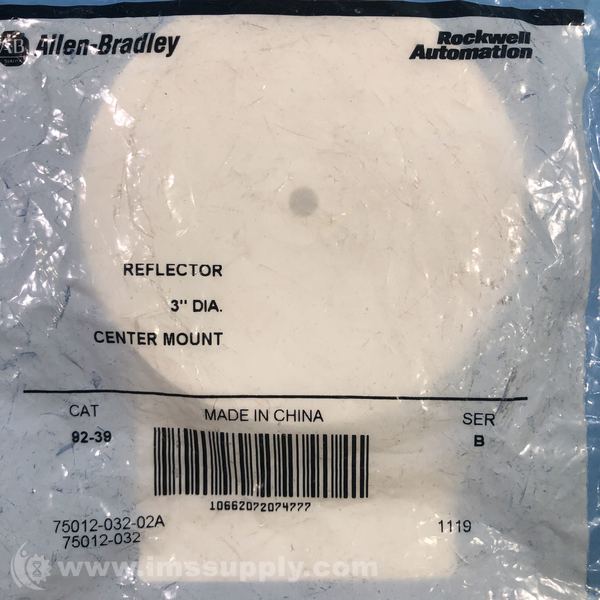 AB
Allen-Bradley
Rockwell
Automation
REFLECTOR
3" DIA.
CENTER MOUNT
CAT
MADE IN CHINA
SER
92-39
B
10662072074777
75012-032-02A
1119
75012-032
www.imssupply.com